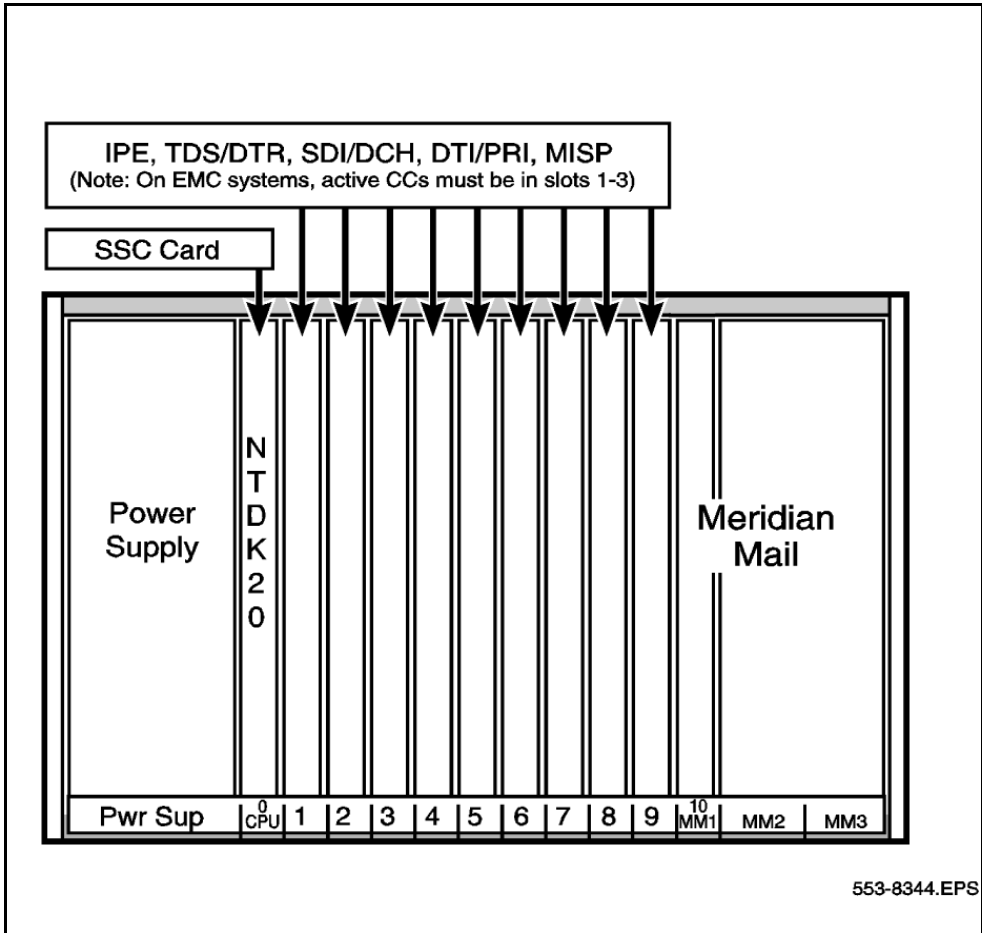 IPE, TDS/DTR, SDI/DCH, DTI/PRI, MISP
(Note: On EMC systems, active CCs must be in slots 1-3)
SSC Card
NTDK20
Power
Supply
Meridian
Mail
Pwr Sup 0 CPU 1 2 3 4 5 6 7 8 9 10 MM1 MM2 MM3
553-8344.EPS